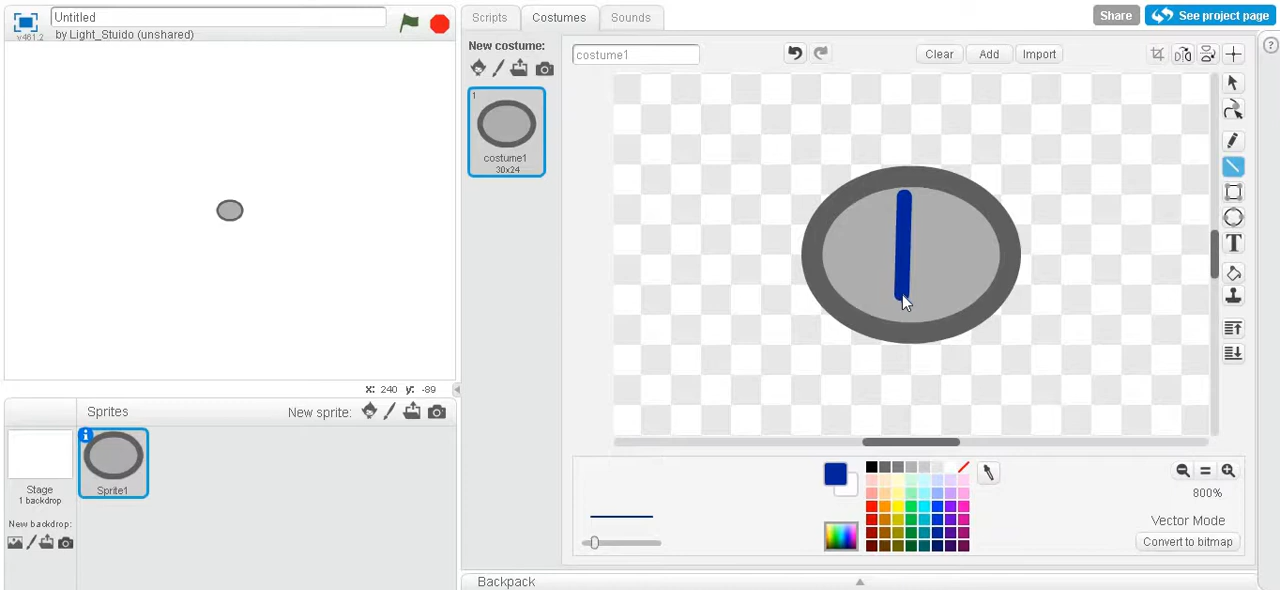 Untitled
v461.2
by Light_Stuido (unshared)
Scripts
Costumes
Sounds
Share
See project page
New costume:
costume1
Clear
Add
Import
1
costume1
30x24
T
x: 240 y: -89
Sprites
New sprite:
Stage
1 backdrop
Sprite1
New backdrop:
800%
Vector Mode
Convert to bitmap
Backpack